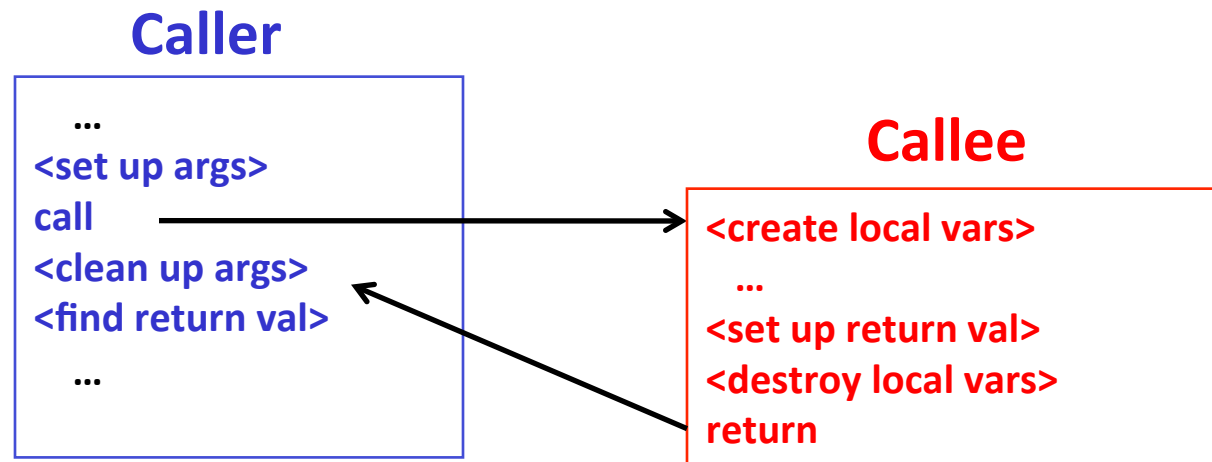 Caller
...
<set up args>
call
<clean up args>
<find return val>
...
Callee
<create local vars>
...
<set up return val>
<destroy local vars>
return